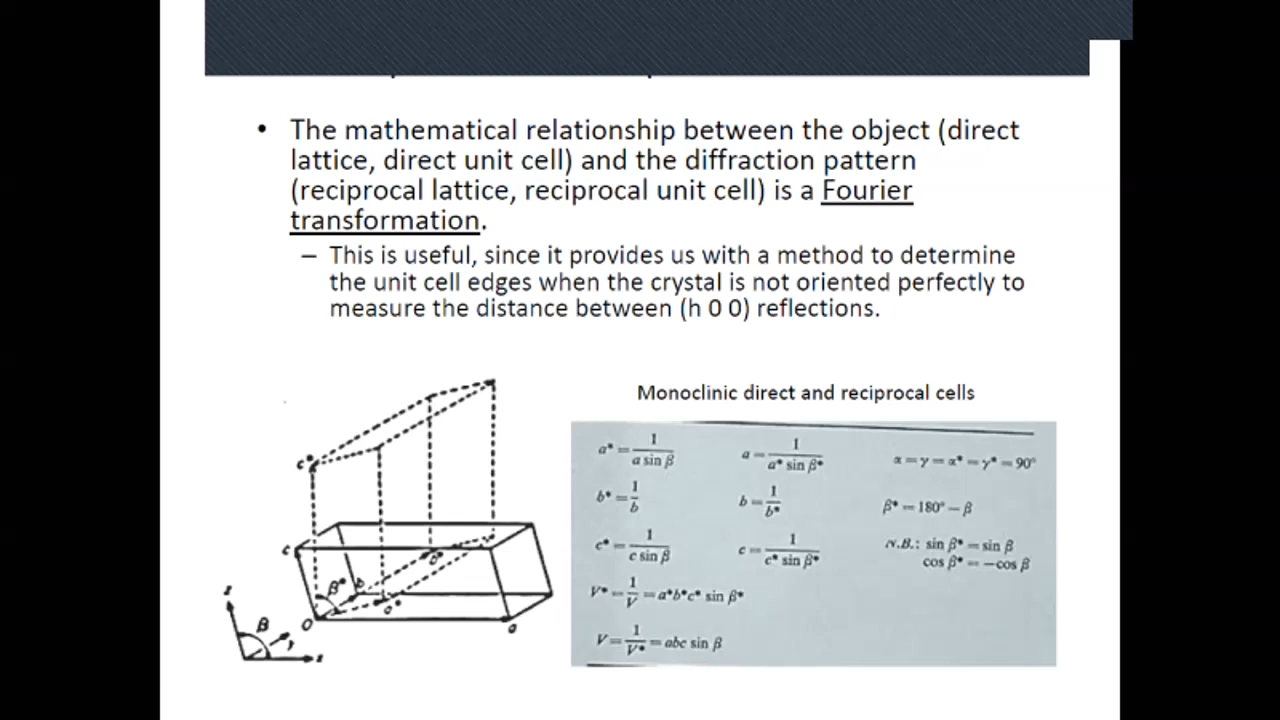 • The mathematical relationship between the object (direct
lattice, direct unit cell) and the diffraction pattern
(reciprocal lattice, reciprocal unit cell) is a Fourier
transformation.
– This is useful, since it provides us with a method to determine
the unit cell edges when the crystal is not oriented perfectly to
measure the distance between (h 0 0) reflections.
Monoclinic direct and reciprocal cells
a* = 1 / a sin β
a = 1 / a* sin β*
α = γ = α* = γ* = 90°
b* = 1 / b
b = 1 / b*
β* = 180° − β
c* = 1 / c sin β
c = 1 / c* sin β*
N.B.: sin β* = sin β
cos β* = −cos β
V* = 1 / V = a*b*c* sin β*
V = 1 / V* = abc sin β
c*
c
β*
b
b*
a*
O
a
z
β
y